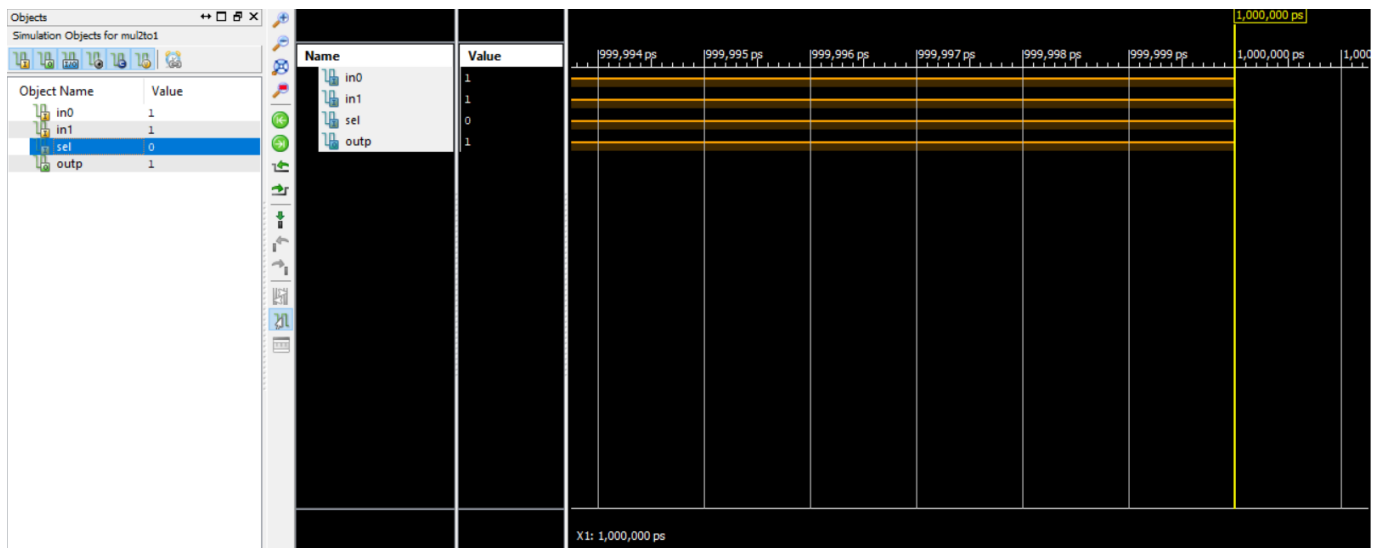 Objects
Simulation Objects for mul2to1
Object Name Value
in0 1
in1 1
sel 0
outp 1
Name Value
in0 1
in1 1
sel 0
outp 1
1,000,000 ps
999,994 ps 999,995 ps 999,996 ps 999,997 ps 999,998 ps 999,999 ps 1,000,000 ps 1,000
X1: 1,000,000 ps